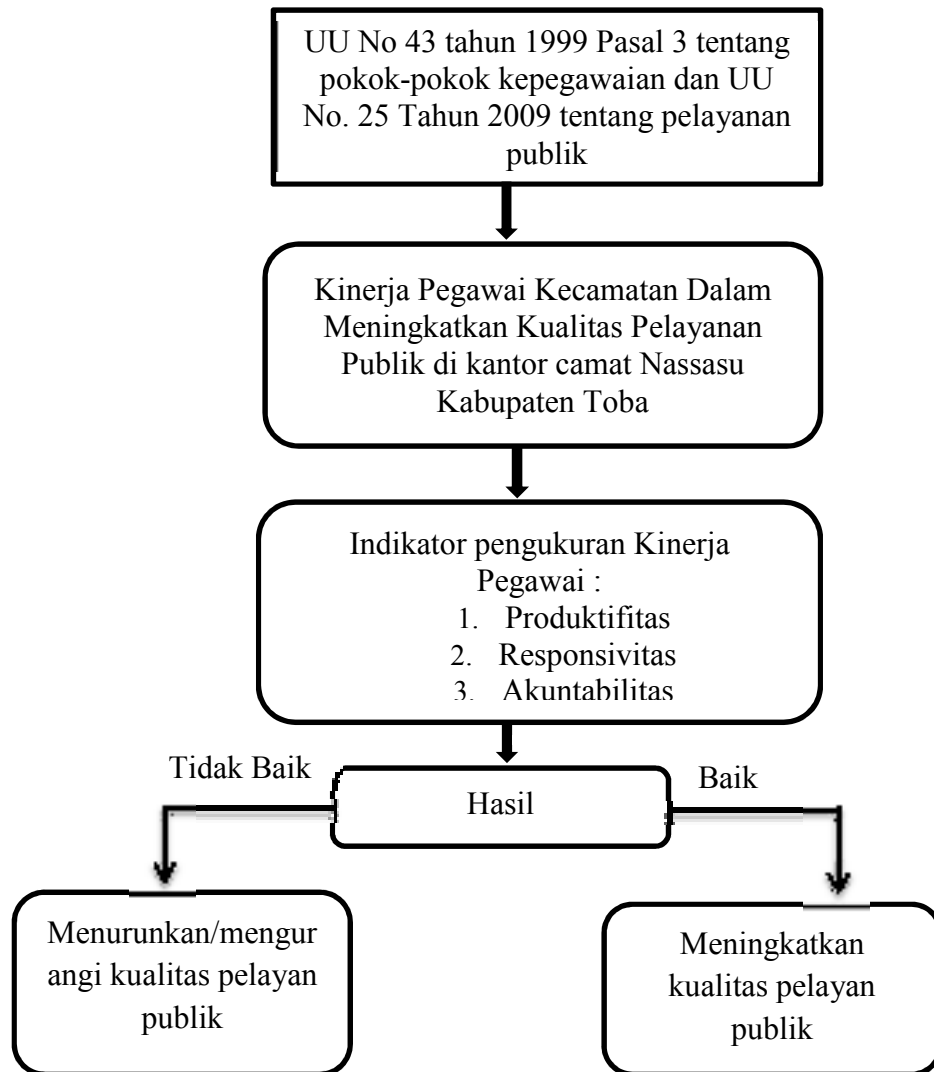 UU No 43 tahun 1999 Pasal 3 tentang
pokok-pokok kepegawaian dan UU
No. 25 Tahun 2009 tentang pelayanan
publik
Kinerja Pegawai Kecamatan Dalam
Meningkatkan Kualitas Pelayanan
Publik di kantor camat Nassasu
Kabupaten Toba
Indikator pengukuran Kinerja
Pegawai :
1. Produktifitas
2. Responsivitas
3. Akuntabilitas
Tidak Baik
Hasil
Baik
Menurunkan/mengur
angi kualitas pelayan
publik
Meningkatkan
kualitas pelayan
publik